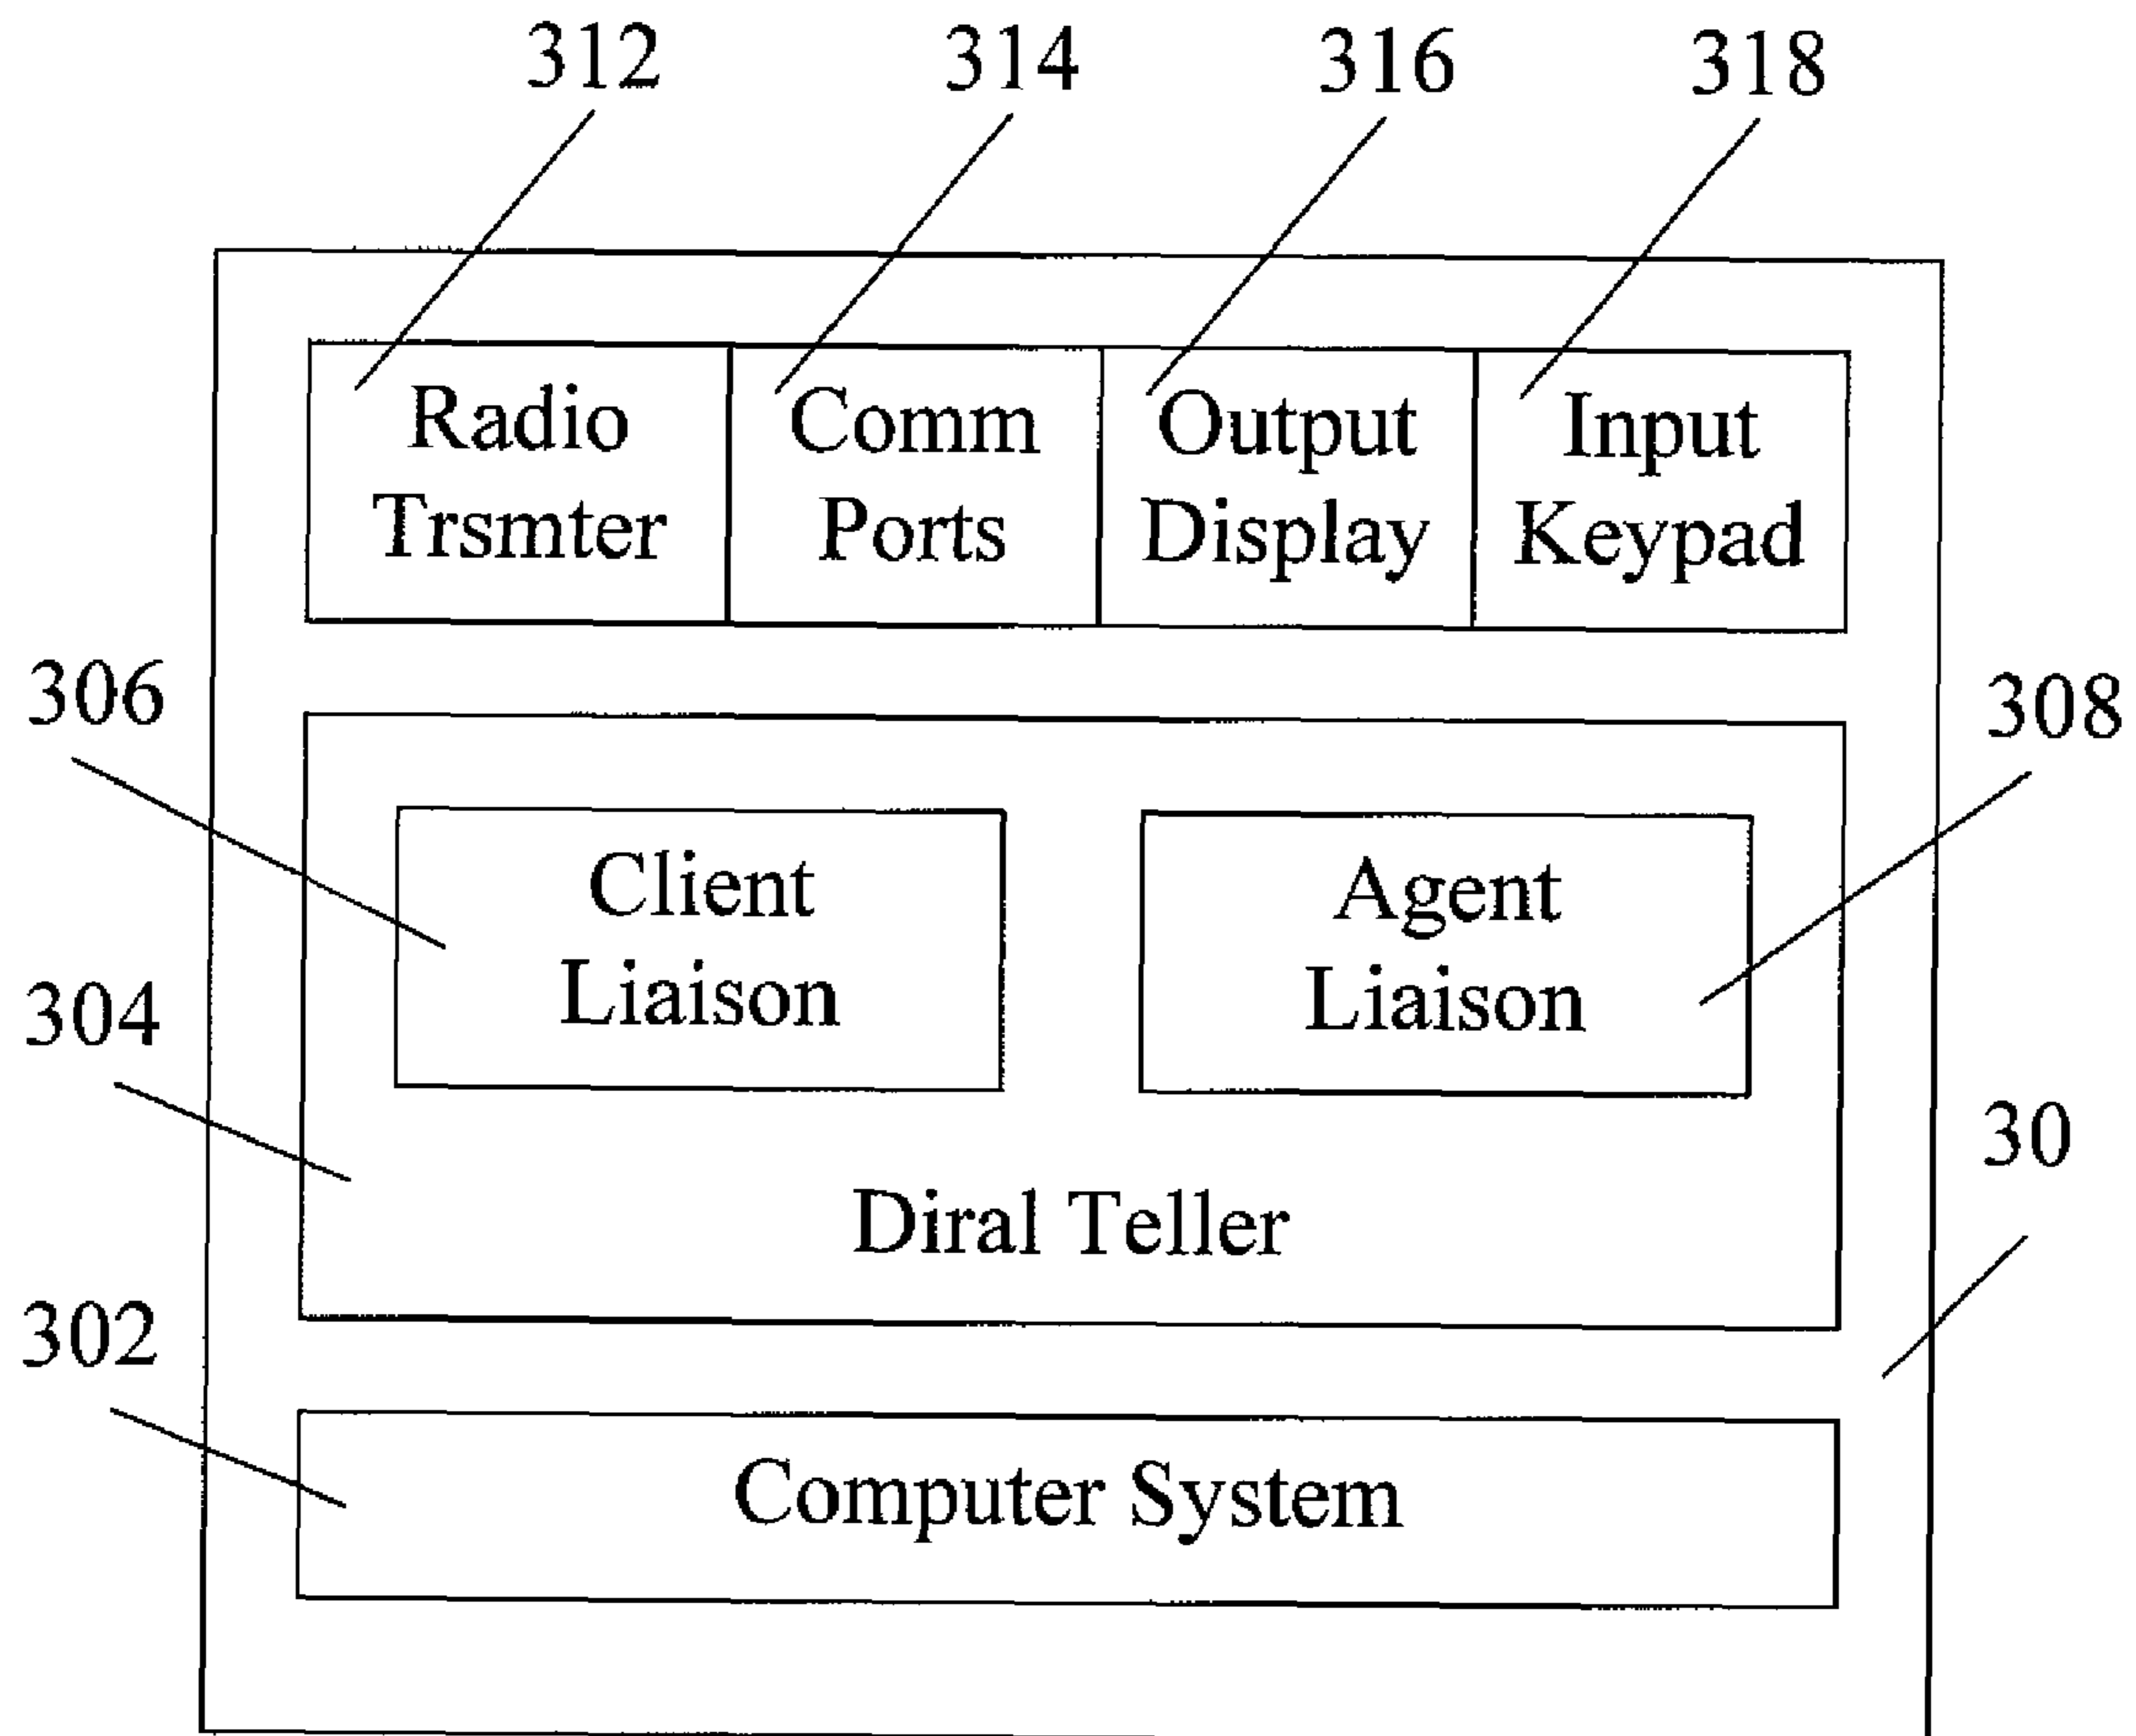 312 314 316 318
Radio Comm Output Input
Trsmter Ports Display Keypad
306 308
Client Agent
Liaison Liaison
304
30
Diral Teller
302
Computer System